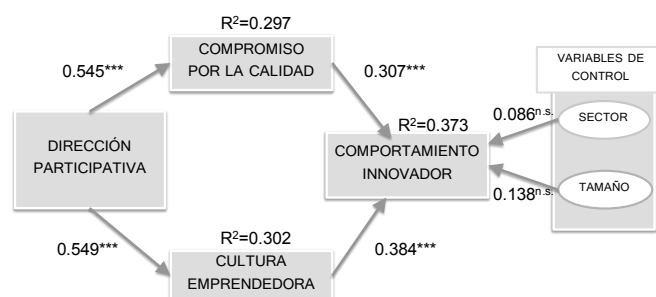 R²=0.297
COMPROMISO
POR LA CALIDAD
0.545***
0.307***
VARIABLES DE
CONTROL
DIRECCIÓN
PARTICIPATIVA
R²=0.373
COMPORTAMIENTO
INNOVADOR
0.086n.s.
SECTOR
0.138n.s.
TAMAÑO
0.549***
R²=0.302
CULTURA
EMPRENDEDORA
0.384***